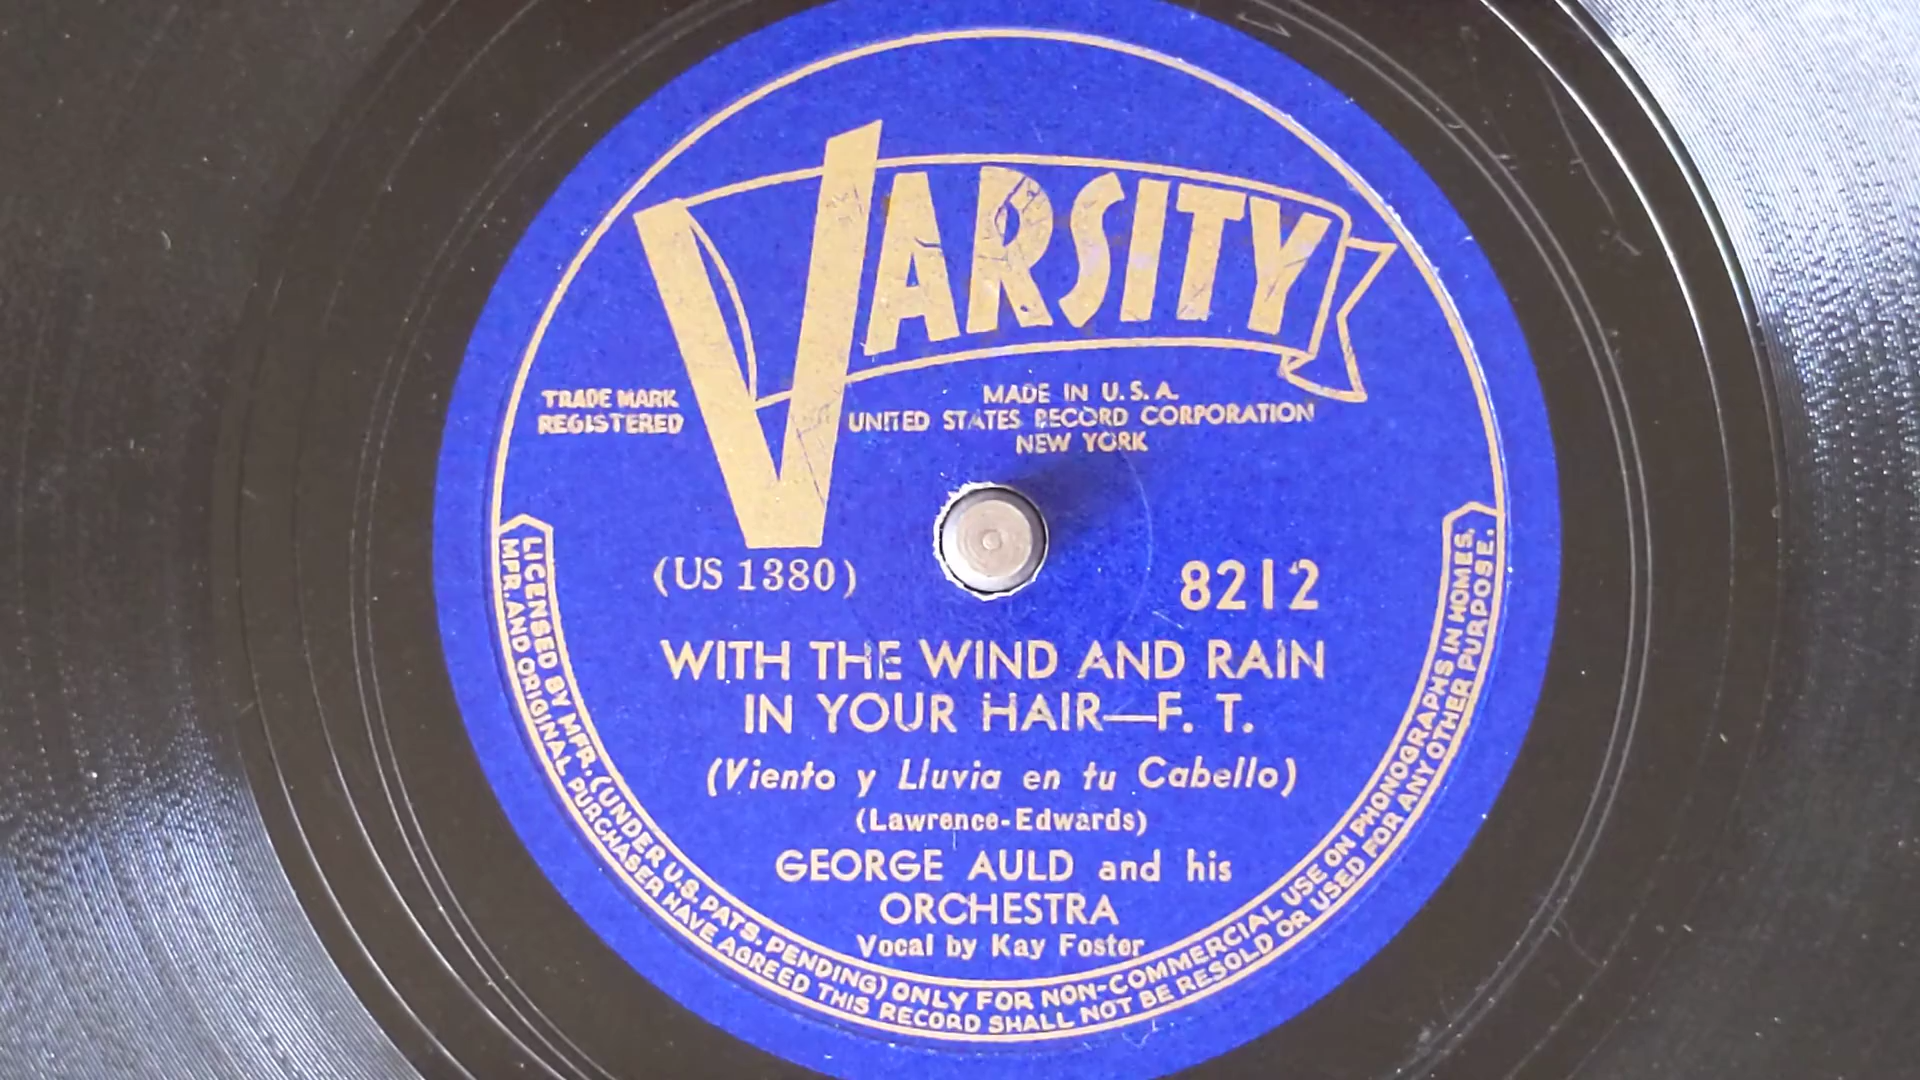 VARSITY
TRADE MARK
REGISTERED
MADE IN U.S.A.
UNITED STATES RECORD CORPORATION
NEW YORK
(US 1380)
8212
WITH THE WIND AND RAIN
IN YOUR HAIR—F. T.
(Viento y Lluvia en tu Cabello)
(Lawrence-Edwards)
GEORGE AULD and his
ORCHESTRA
Vocal by Kay Foster
LICENSED BY MFR. (UNDER U.S. PATS. PENDING) ONLY FOR NON-COMMERCIAL USE ON PHONOGRAPHS IN HOMES.
MFR. AND ORIGINAL PURCHASER HAVE AGREED THIS RECORD SHALL NOT BE RESOLD OR USED FOR ANY OTHER PURPOSE.